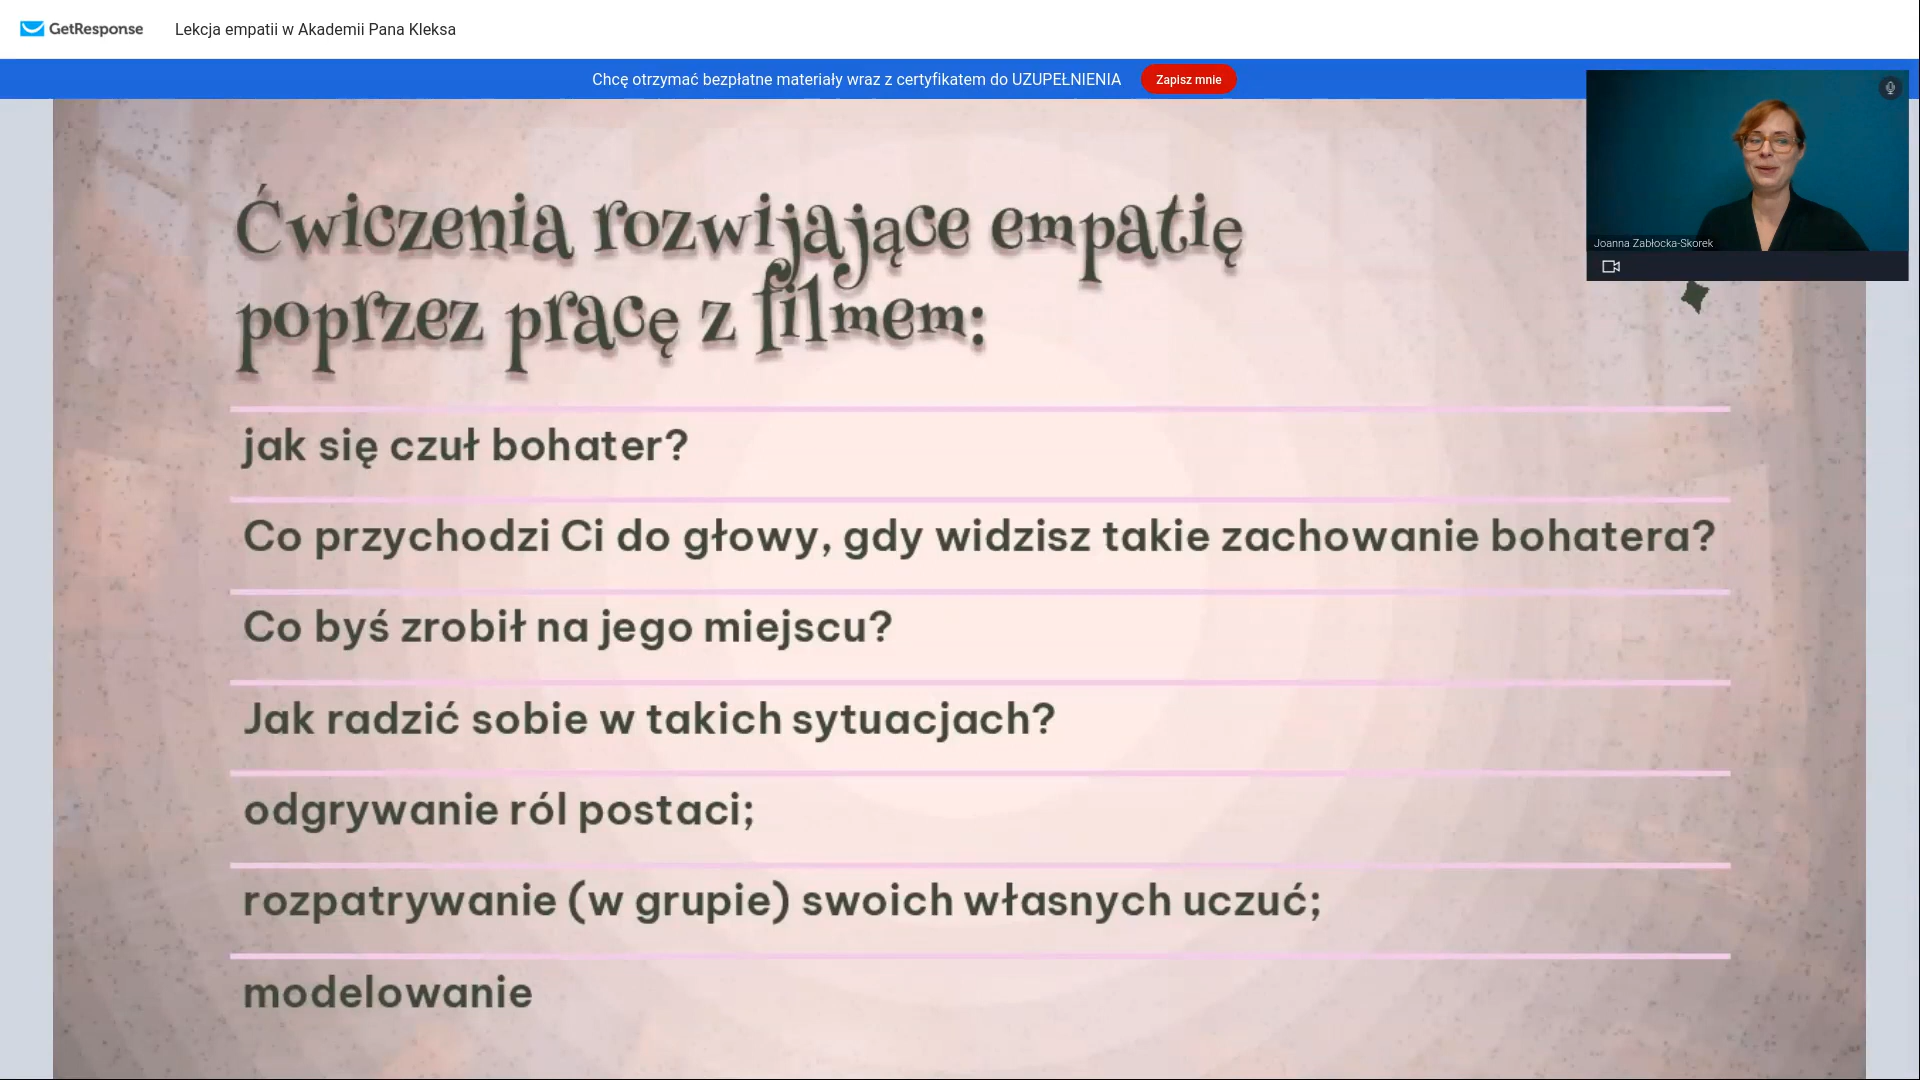 GetResponse
Lekcja empatii w Akademii Pana Kleksa
Chcę otrzymać bezpłatne materiały wraz z certyfikatem do UZUPEŁNIENIA
Zapisz mnie
Joanna Zabłocka-Skorek
Ćwiczenia rozwijające empatię
poprzez pracę z filmem:
jak się czuł bohater?
Co przychodzi Ci do głowy, gdy widzisz takie zachowanie bohatera?
Co byś zrobił na jego miejscu?
Jak radzić sobie w takich sytuacjach?
odgrywanie ról postaci;
rozpatrywanie (w grupie) swoich własnych uczuć;
modelowanie